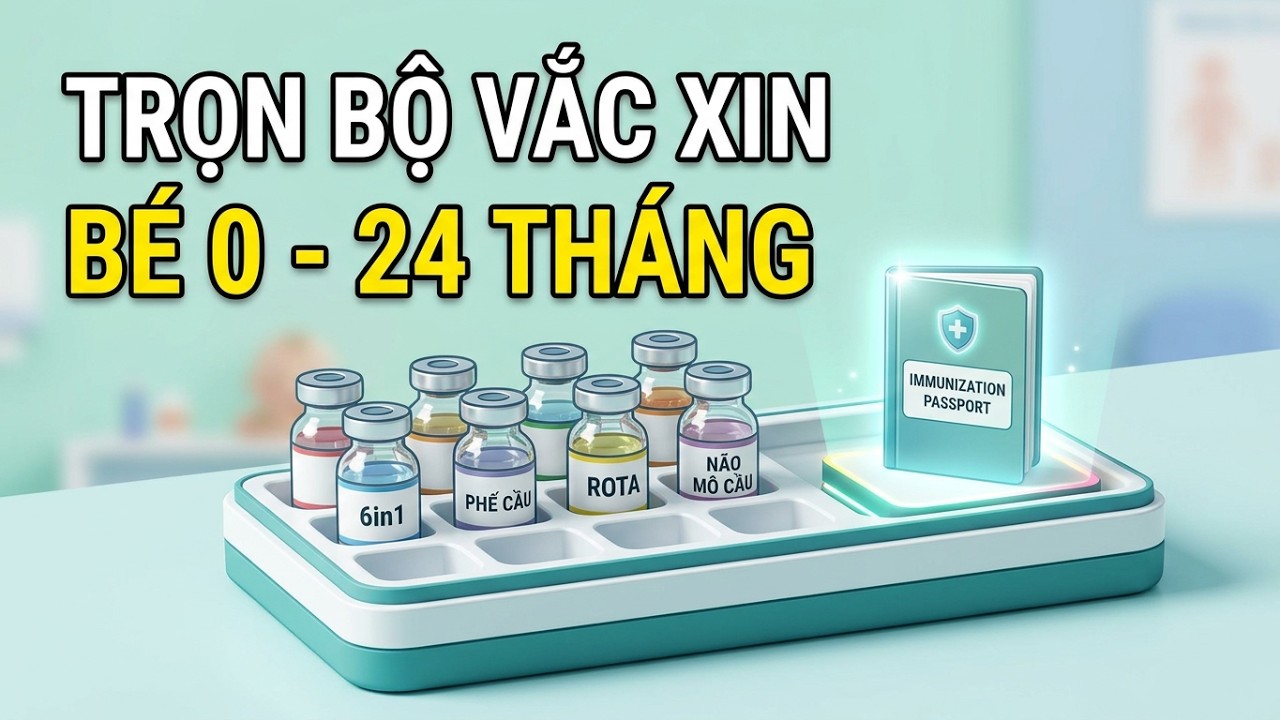 TRỌN BỘ VẮC XIN
BÉ 0 - 24 THÁNG
IMMUNIZATION
PASSPORT
6in1
PHẾ CẦU
ROTA
NÃO
MÔ CẦU